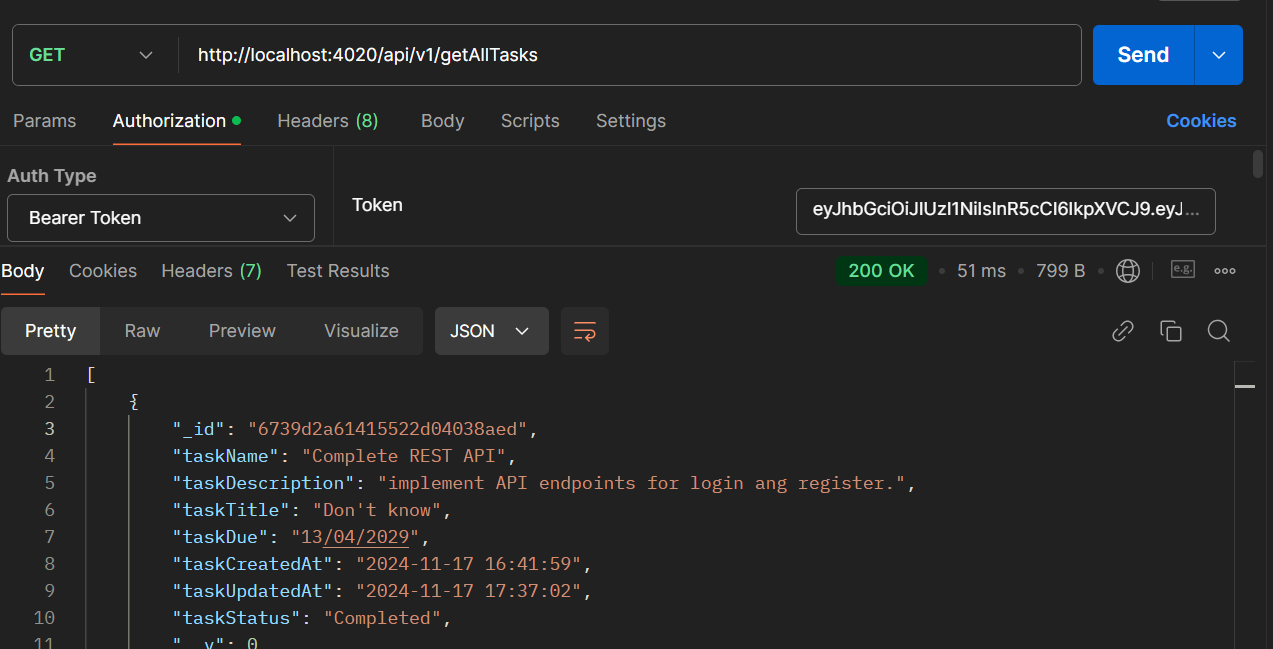 GET http://localhost:4020/api/v1/getAllTasks Send
Params Authorization Headers (8) Body Scripts Settings Cookies
Auth Type
Bearer Token Token eyJhbGciOiJIUzI1NiIsInR5cCI6IkpXVCJ9.eyJ...
Body Cookies Headers (7) Test Results 200 OK 51 ms 799 B e.g.
Pretty Raw Preview Visualize JSON
1 [
2 {
3 "_id": "6739d2a61415522d04038aed",
4 "taskName": "Complete REST API",
5 "taskDescription": "implement API endpoints for login ang register.",
6 "taskTitle": "Don't know",
7 "taskDue": "13/04/2029",
8 "taskCreatedAt": "2024-11-17 16:41:59",
9 "taskUpdatedAt": "2024-11-17 17:37:02",
10 "taskStatus": "Completed",
11 "__v": 0